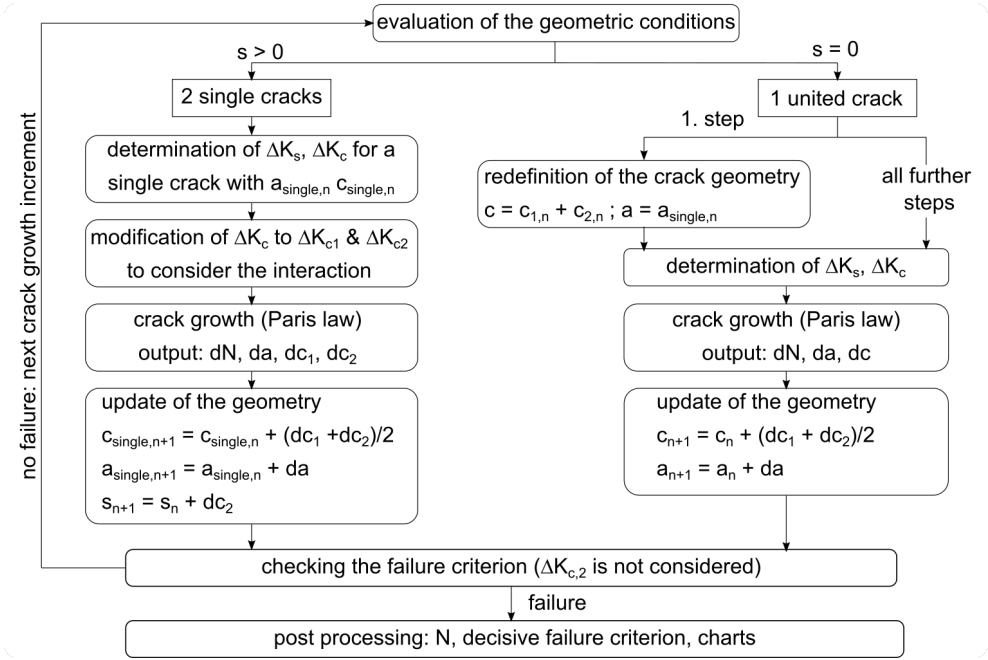 evaluation of the geometric conditions
s > 0
s = 0
2 single cracks
1 united crack
1. step
all further
steps
determination of ΔKs, ΔKc for a
single crack with asingle,n csingle,n
redefinition of the crack geometry
c = c1,n + c2,n ; a = asingle,n
modification of ΔKc to ΔKc1 & ΔKc2
to consider the interaction
determination of ΔKs, ΔKc
crack growth (Paris law)
output: dN, da, dc1, dc2
crack growth (Paris law)
output: dN, da, dc
update of the geometry
csingle,n+1 = csingle,n + (dc1 +dc2)/2
asingle,n+1 = asingle,n + da
sn+1 = sn + dc2
update of the geometry
cn+1 = cn + (dc1 + dc2)/2
an+1 = an + da
no failure: next crack growth increment
checking the failure criterion (ΔKc,2 is not considered)
failure
post processing: N, decisive failure criterion, charts